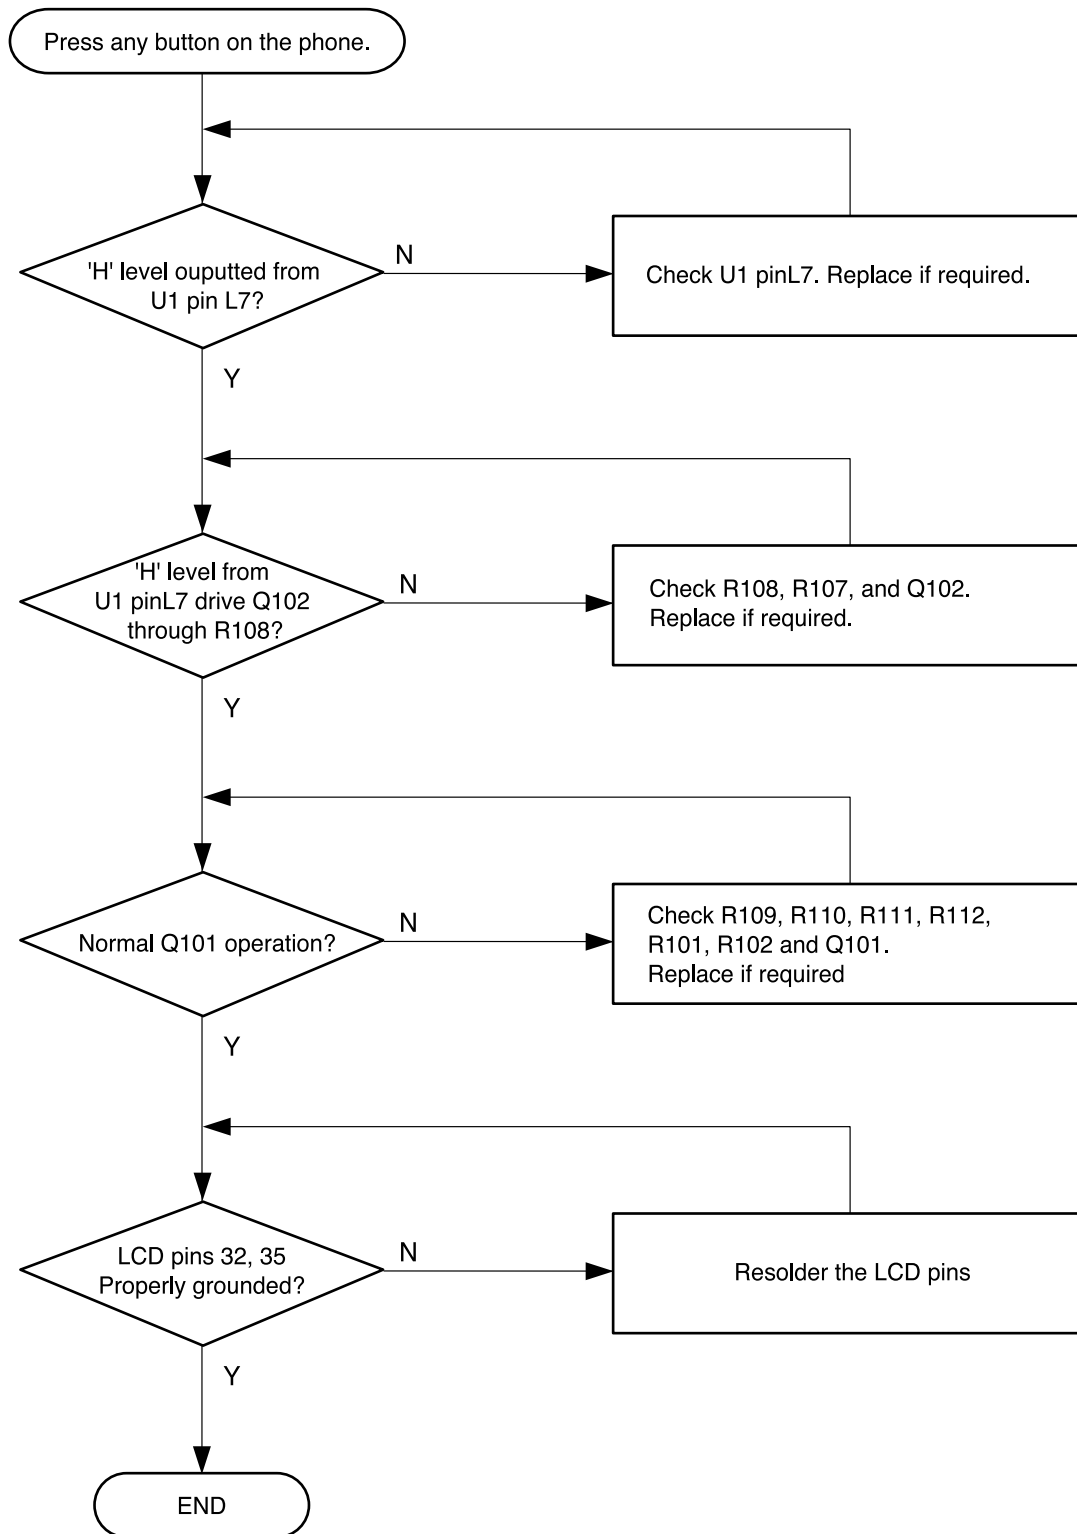 Press any button on the phone.
'H' level ouputted from
U1 pin L7?
N
Check U1 pinL7. Replace if required.
Y
'H' level from
U1 pinL7 drive Q102
through R108?
N
Check R108, R107, and Q102.
Replace if required.
Y
Normal Q101 operation?
N
Check R109, R110, R111, R112,
R101, R102 and Q101.
Replace if required
Y
LCD pins 32, 35
Properly grounded?
N
Resolder the LCD pins
Y
END